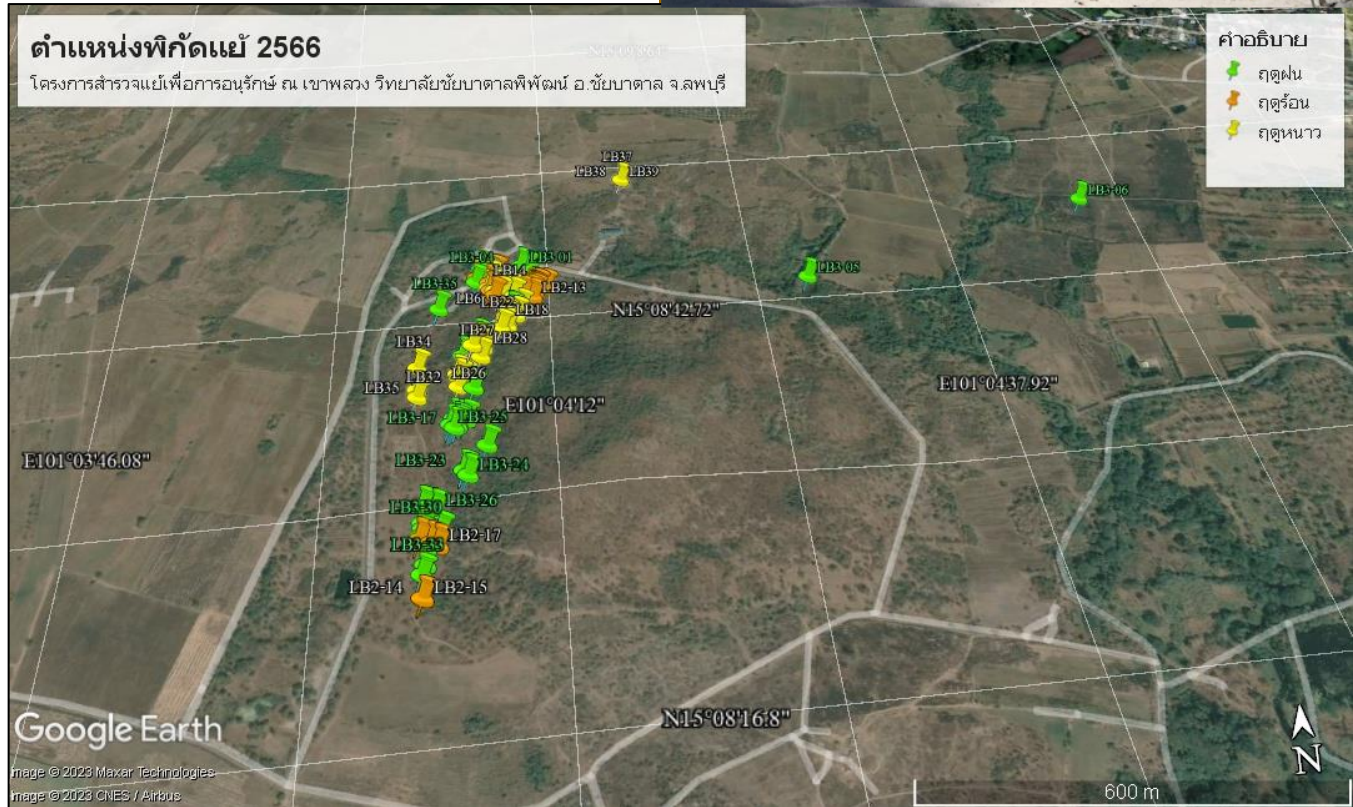 ตำแหน่งพิกัดแย้ 2566
โครงการสำรวจแย้เพื่อการอนุรักษ์ ณ เขาพลวง วิทยาลัยชัยบาดาลพิพัฒน์ อ.ชัยบาดาล จ.ลพบุรี
คำอธิบาย
ฤดูฝน
ฤดูร้อน
ฤดูหนาว
LB37
LB38
LB39
LB3-06
LB3-04
LB3-01
LB14
LB3-05
LB3-35
LB6
LB2-13
LB22
LB18
N15°08'42.72"
LB27
LB28
LB34
LB32
LB26
LB35
E101°04'37.92"
E101°04'12"
LB3-17
LB3-25
E101°03'46.08"
LB3-23
LB3-24
LB3-30
LB3-26
LB3-33
LB2-17
LB2-14
LB2-15
N15°08'16.8"
Google Earth
Image © 2023 Maxar Technologies
Image © 2023 CNES / Airbus
600 m
N